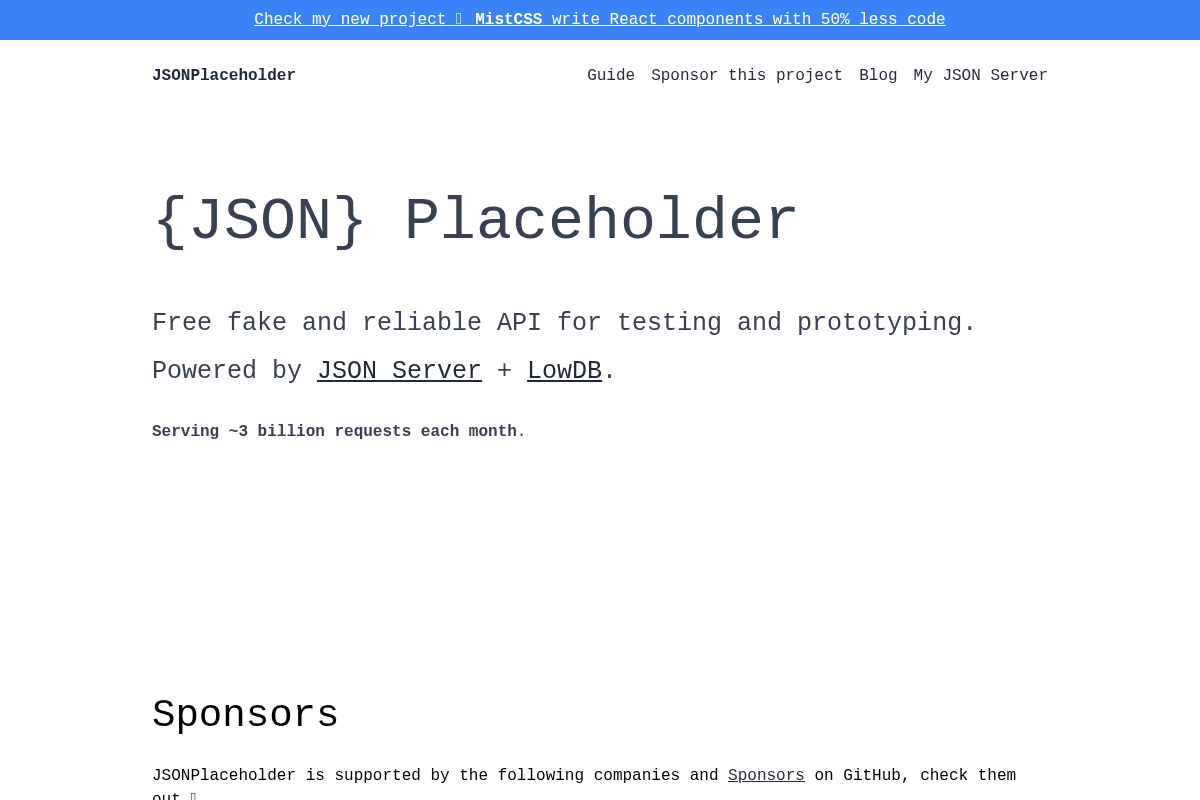 Check my new project MistCSS write React components with 50% less code
JSONPlaceholder
Guide Sponsor this project Blog My JSON Server
{JSON} Placeholder
Free fake and reliable API for testing and prototyping.
Powered by JSON Server + LowDB.
Serving ~3 billion requests each month.
Sponsors
JSONPlaceholder is supported by the following companies and Sponsors on GitHub, check them
out